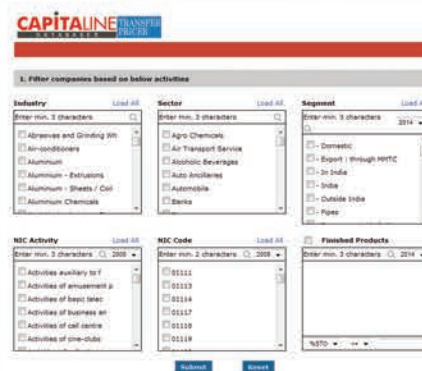 CAPITALINE TRANSFER PRICER
DATABASES
1. Filter companies based on below activities
Industry Load All
Enter min. 3 characters
Abrasives and Grinding Wh
Air-conditioners
Aluminium
Aluminium - Extrusions
Aluminium - Sheets / Coil
Aluminium Chemicals
Sector Load All
Enter min. 3 characters
Agro Chemicals
Air Transport Service
Alcoholic Beverages
Auto Ancillaries
Automobile
Banks
Segment Load
Enter min. 3 characters 2014
- Domestic
- Export : through MMTC
- In India
- India
- Outside India
- Pipes
NIC Activity Load All
Enter min. 3 characters 2008
Activities auxiliary to f
Activities of amusement p
Activities of basic telec
Activities of business an
Activities of call centre
Activities of cine-clubs
NIC Code Load All
Enter min. 2 characters 2008
01111
01113
01114
01117
01118
01119
Finished Products
Enter min. 3 characters 2014
%STO >=
Submit Reset